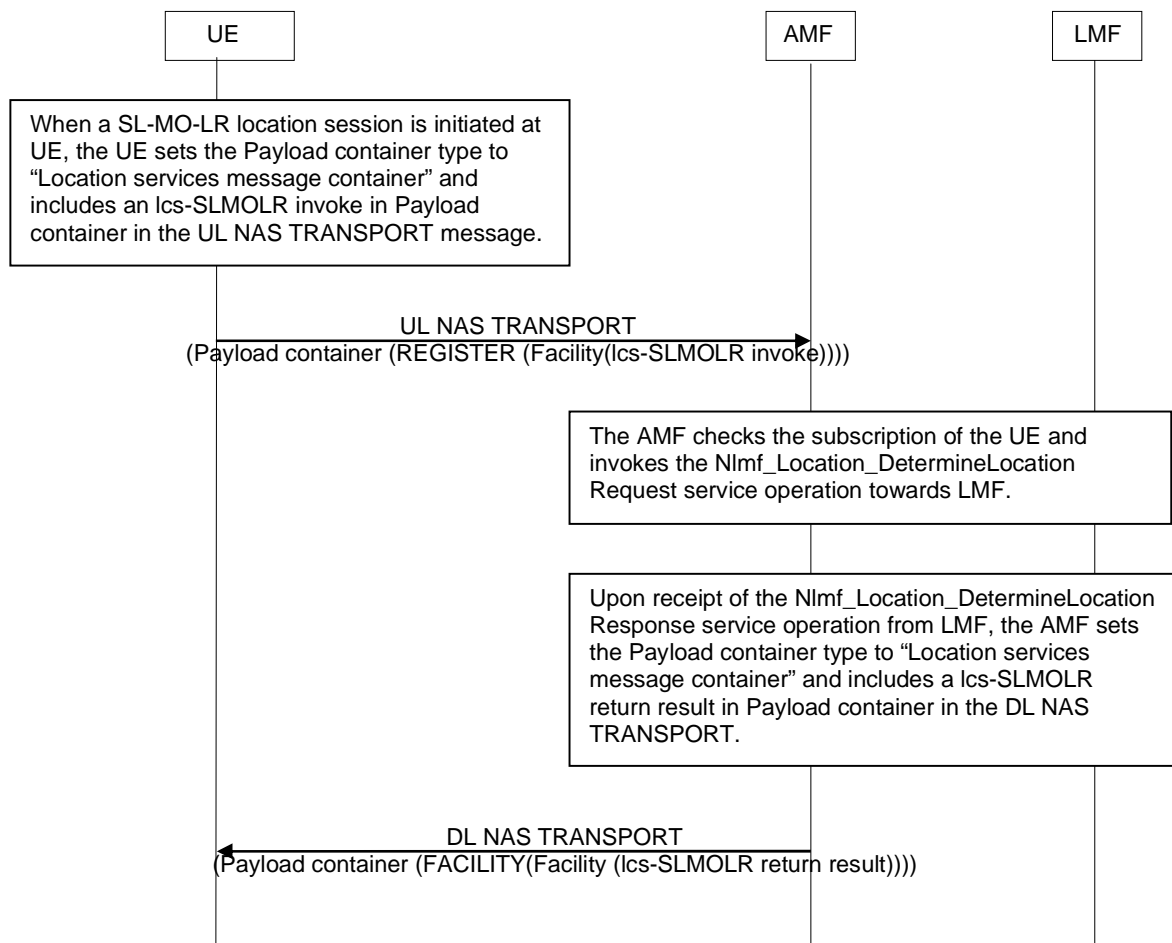 UE
AMF
LMF
When a SL-MO-LR location session is initiated at
UE, the UE sets the Payload container type to
“Location services message container” and
includes an lcs-SLMOLR invoke in Payload
container in the UL NAS TRANSPORT message.
UL NAS TRANSPORT
(Payload container (REGISTER (Facility(lcs-SLMOLR invoke))))
The AMF checks the subscription of the UE and
invokes the Nlmf_Location_DetermineLocation
Request service operation towards LMF.
Upon receipt of the Nlmf_Location_DetermineLocation
Response service operation from LMF, the AMF sets
the Payload container type to “Location services
message container” and includes a lcs-SLMOLR
return result in Payload container in the DL NAS
TRANSPORT.
DL NAS TRANSPORT
(Payload container (FACILITY(Facility (lcs-SLMOLR return result))))